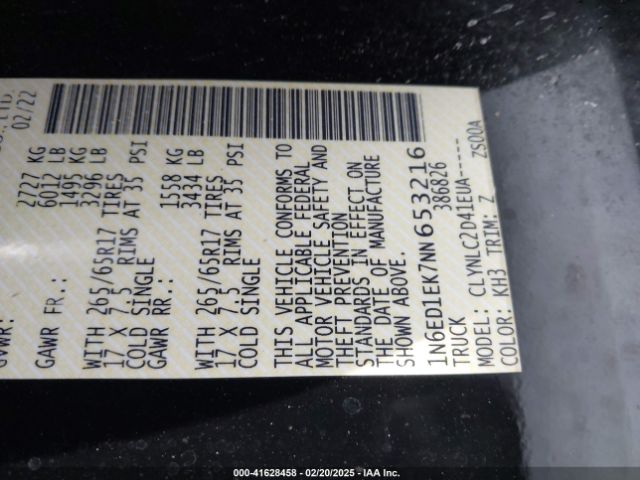 02/22
GVWR: 2727 KG
6012 LB
GAWR FR.: 1495 KG
3296 LB
WITH 265/65R17 TIRES
17 X 7.5 RIMS AT 35 PSI
COLD SINGLE
GAWR RR.: 1558 KG
3434 LB
WITH 265/65R17 TIRES
17 X 7.5 RIMS AT 35 PSI
COLD SINGLE
THIS VEHICLE CONFORMS TO
ALL APPLICABLE FEDERAL
MOTOR VEHICLE SAFETY AND
THEFT PREVENTION
STANDARDS IN EFFECT ON
THE DATE OF MANUFACTURE
SHOWN ABOVE.
1N6ED1EK7NN653216
TRUCK 386826
MODEL: CLYNLC2D41EUA-----
COLOR: KH3 TRIM: Z ZS00A
000-41628458 - 02/20/2025 - IAA Inc.